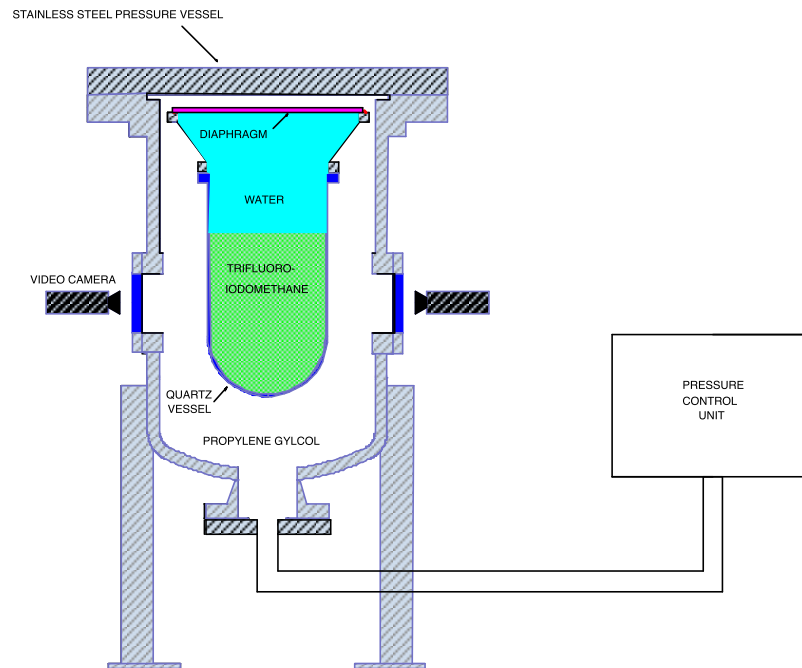 STAINLESS STEEL PRESSURE VESSEL
DIAPHRAGM
WATER
TRIFLUORO-
IODOMETHANE
VIDEO CAMERA
QUARTZ
VESSEL
PROPYLENE GYLCOL
PRESSURE
CONTROL
UNIT